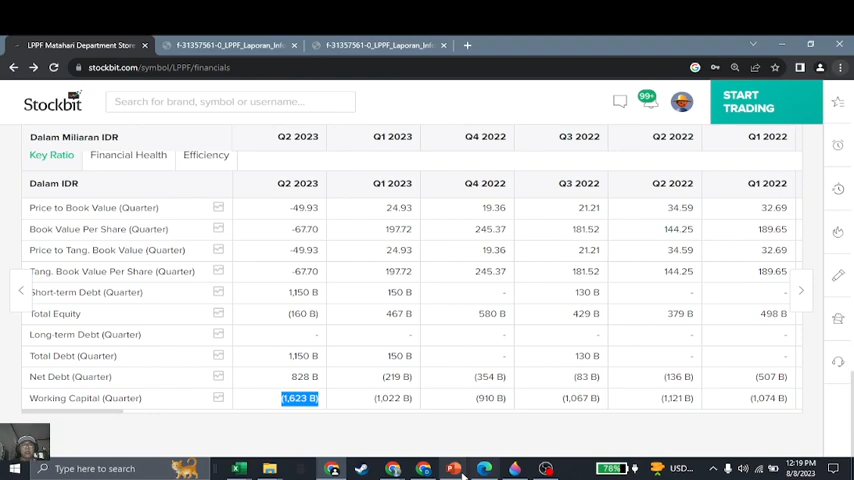 LPPF Matahari Department Store
f-31357561-0_LPPF_Laporan_Info
f-31357561-0_LPPF_Laporan_Info
stockbit.com/symbol/LPPF/financials
Stockbit
Search for brand, symbol or username...
99+
START
TRADING
Dalam Miliaran IDR Q2 2023 Q1 2023 Q4 2022 Q3 2022 Q2 2022 Q1 2022
Key Ratio Financial Health Efficiency
Dalam IDR Q2 2023 Q1 2023 Q4 2022 Q3 2022 Q2 2022 Q1 2022
Price to Book Value (Quarter) -49.93 24.93 19.36 21.21 34.59 32.69
Book Value Per Share (Quarter) -67.70 197.72 245.37 181.52 144.25 189.65
Price to Tang. Book Value (Quarter) -49.93 24.93 19.36 21.21 34.59 32.69
Tang. Book Value Per Share (Quarter) -67.70 197.72 245.37 181.52 144.25 189.65
Short-term Debt (Quarter) 1,150 B 150 B - 130 B - -
Total Equity (160 B) 467 B 580 B 429 B 379 B 498 B
Long-term Debt (Quarter) - - - - - -
Total Debt (Quarter) 1,150 B 150 B - 130 B - -
Net Debt (Quarter) 828 B (219 B) (354 B) (83 B) (136 B) (507 B)
Working Capital (Quarter) (1,623 B) (1,022 B) (910 B) (1,067 B) (1,121 B) (1,074 B)
Type here to search
78%
USD...
12:19 PM
8/8/2023